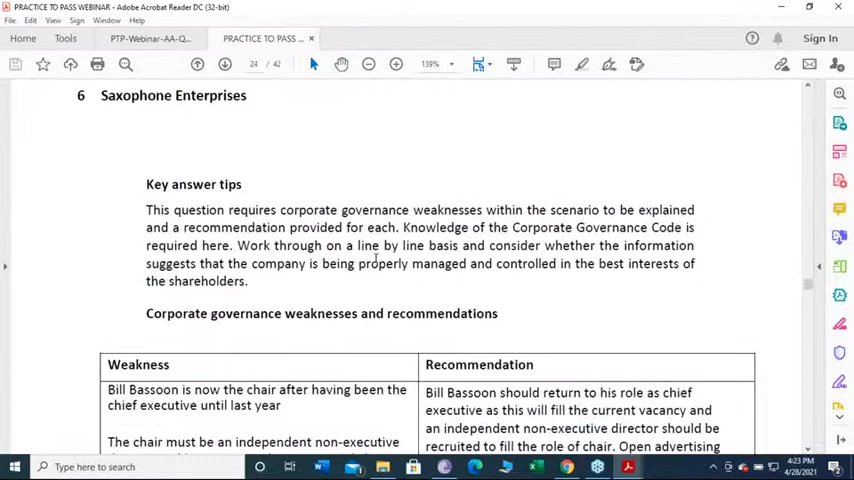 PRACTICE TO PASS WEBINAR - Adobe Acrobat Reader DC (32-bit)
File Edit View Sign Window Help
Home Tools PTP-Webinar-AA-Q... PRACTICE TO PASS ... × Sign In
24 / 42 139%
6 Saxophone Enterprises
Key answer tips
This question requires corporate governance weaknesses within the scenario to be explained
and a recommendation provided for each. Knowledge of the Corporate Governance Code is
required here. Work through on a line by line basis and consider whether the information
suggests that the company is being properly managed and controlled in the best interests of
the shareholders.
Corporate governance weaknesses and recommendations
Weakness Recommendation
Bill Bassoon is now the chair after having been the
chief executive until last year
The chair must be an independent non-executive
Bill Bassoon should return to his role as chief
executive as this will fill the current vacancy and
an independent non-executive director should be
recruited to fill the role of chair. Open advertising
Type here to search
4:23 PM
4/28/2021